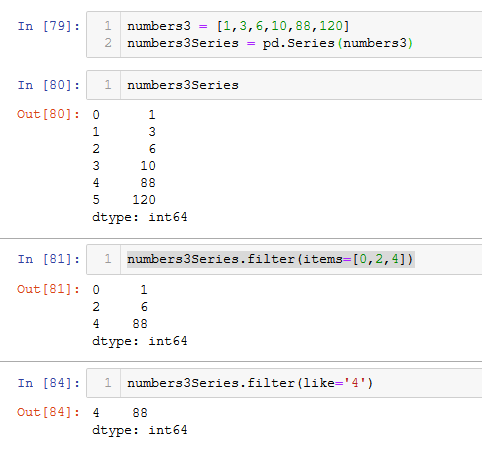 In [79]: 1 numbers3 = [1,3,6,10,88,120]
2 numbers3Series = pd.Series(numbers3)
In [80]: 1 numbers3Series
Out[80]: 0 1
1 3
2 6
3 10
4 88
5 120
dtype: int64
In [81]: 1 numbers3Series.filter(items=[0,2,4])
Out[81]: 0 1
2 6
4 88
dtype: int64
In [84]: 1 numbers3Series.filter(like='4')
Out[84]: 4 88
dtype: int64